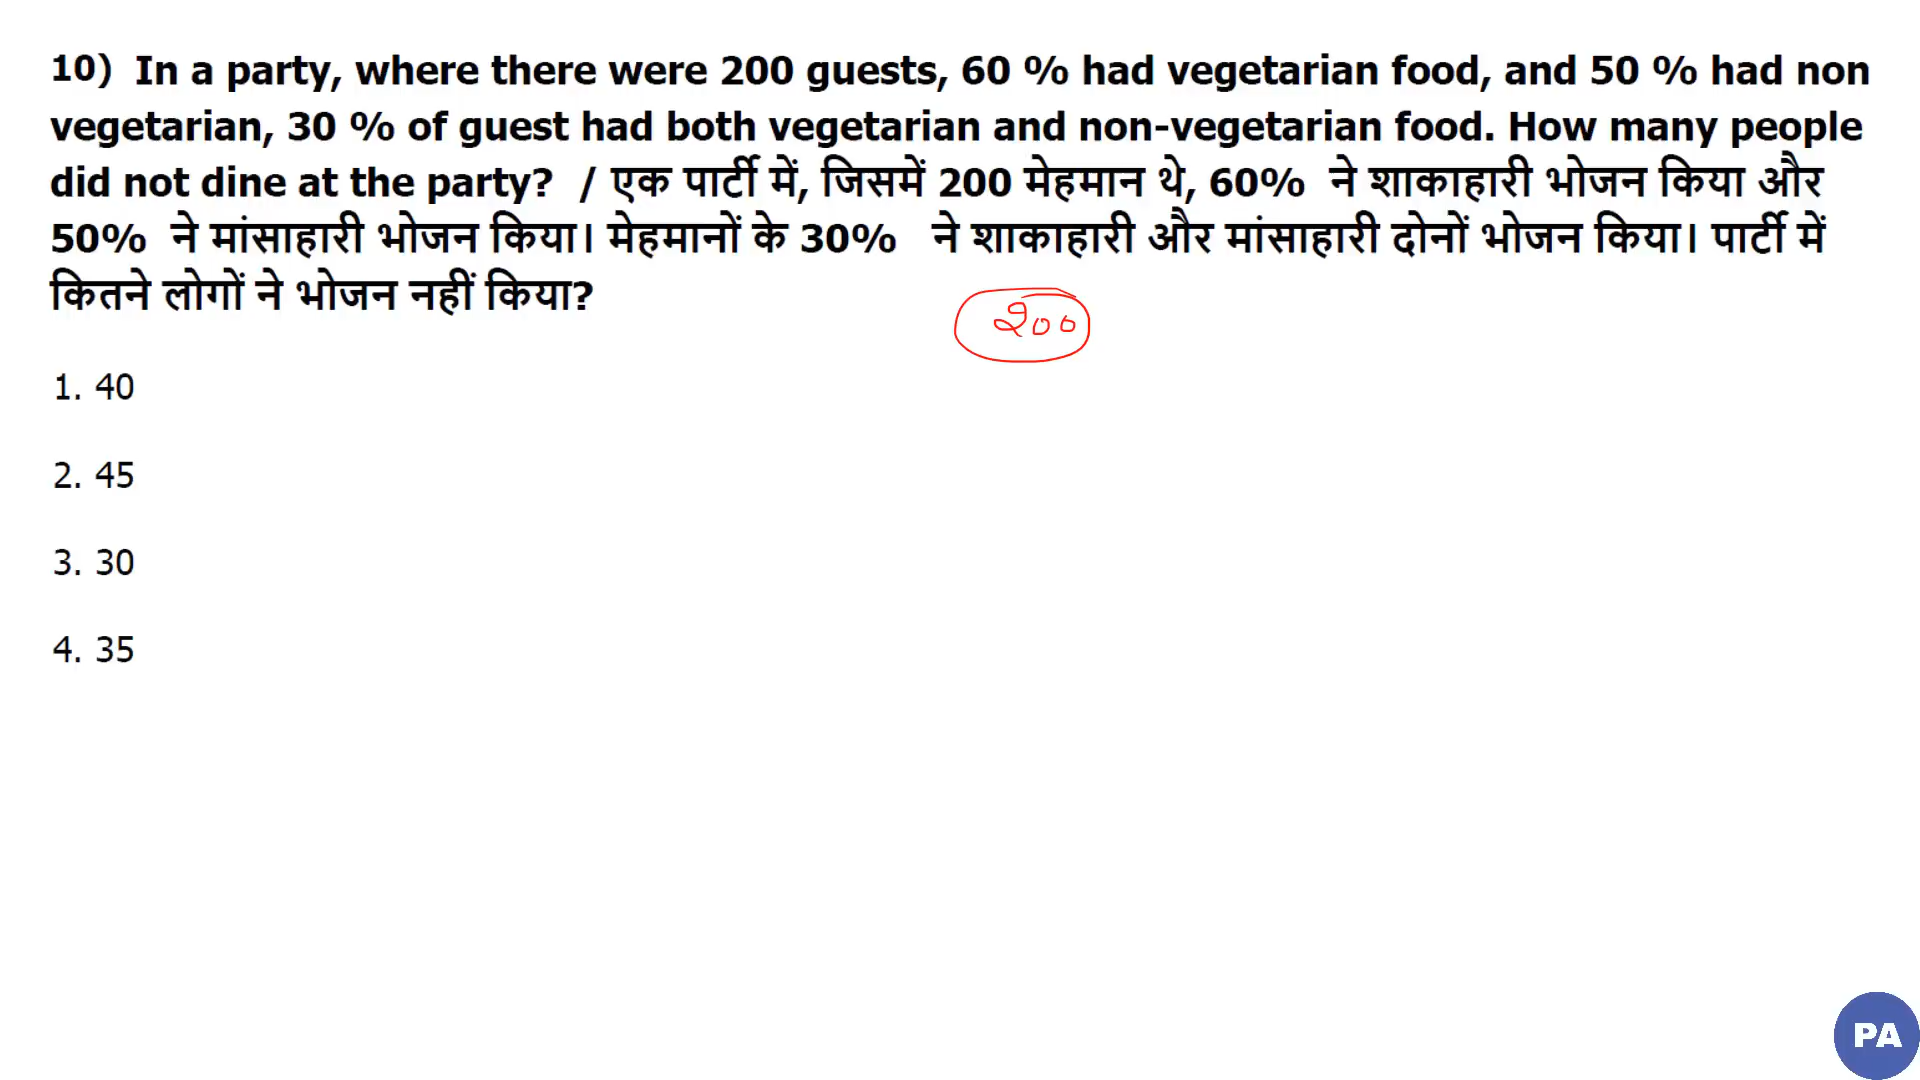 10) In a party, where there were 200 guests, 60 % had vegetarian food, and 50 % had non
vegetarian, 30 % of guest had both vegetarian and non-vegetarian food. How many people
did not dine at the party? / एक पार्टी में, जिसमें 200 मेहमान थे, 60% ने शाकाहारी भोजन किया और
50% ने मांसाहारी भोजन किया। मेहमानों के 30% ने शाकाहारी और मांसाहारी दोनों भोजन किया। पार्टी में
कितने लोगों ने भोजन नहीं किया?
200
1. 40
2. 45
3. 30
4. 35
PA